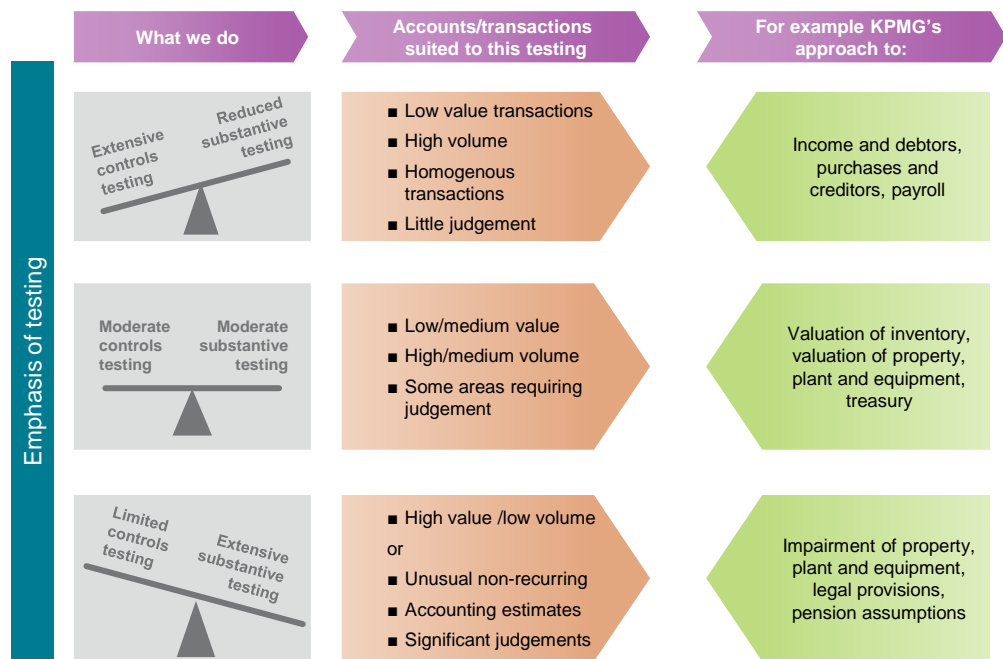 What we do
Accounts/transactions
suited to this testing
For example KPMG's
approach to:
Emphasis of testing
Extensive
controls
testing
Reduced
substantive
testing
■ Low value transactions
■ High volume
■ Homogenous
transactions
■ Little judgement
Income and debtors,
purchases and
creditors, payroll
Moderate
controls
testing
Moderate
substantive
testing
■ Low/medium value
■ High/medium volume
■ Some areas requiring
judgement
Valuation of inventory,
valuation of property,
plant and equipment,
treasury
Limited
controls
testing
Extensive
substantive
testing
■ High value /low volume
or
■ Unusual non-recurring
■ Accounting estimates
■ Significant judgements
Impairment of property,
plant and equipment,
legal provisions,
pension assumptions